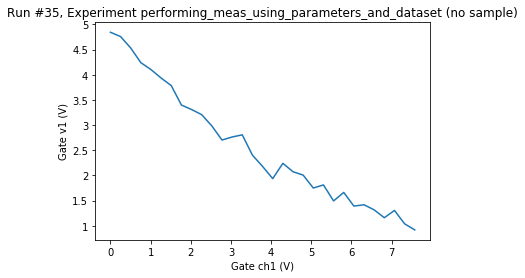 Run #35, Experiment performing_meas_using_parameters_and_dataset (no sample)
5
4.5
4
3.5
3
2.5
2
1.5
1
Gate v1 (V)
0 1 2 3 4 5 6 7
Gate ch1 (V)